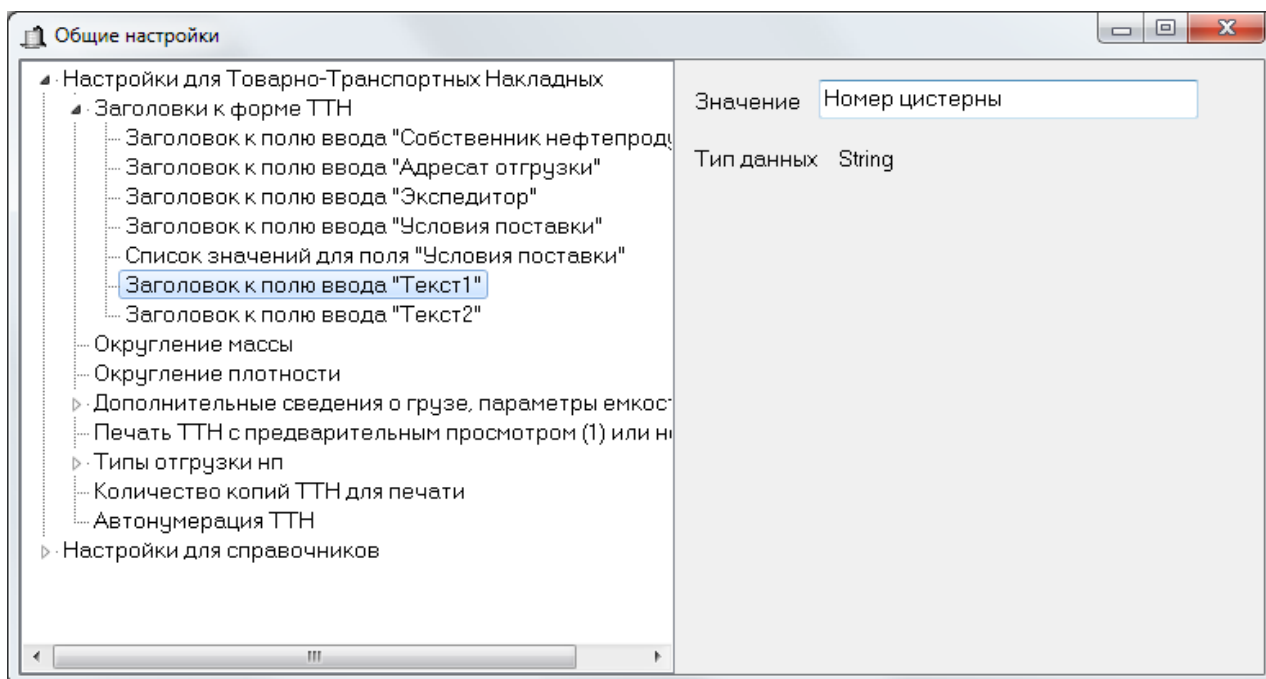 Общие настройки
Настройки для Товарно-Транспортных Накладных
Заголовки к форме ТТН
Заголовок к полю ввода "Собственник нефтепроду
Заголовок к полю ввода "Адресат отгрузки"
Заголовок к полю ввода "Экспедитор"
Заголовок к полю ввода "Условия поставки"
Список значений для поля "Условия поставки"
Заголовок к полю ввода "Текст1"
Заголовок к полю ввода "Текст2"
Округление массы
Округление плотности
Дополнительные сведения о грузе, параметры емкос
Печать ТТН с предварительным просмотром (1) или н
Типы отгрузки нп
Количество копий ТТН для печати
Автонумерация ТТН
Настройки для справочников
Значение Номер цистерны
Тип данных String